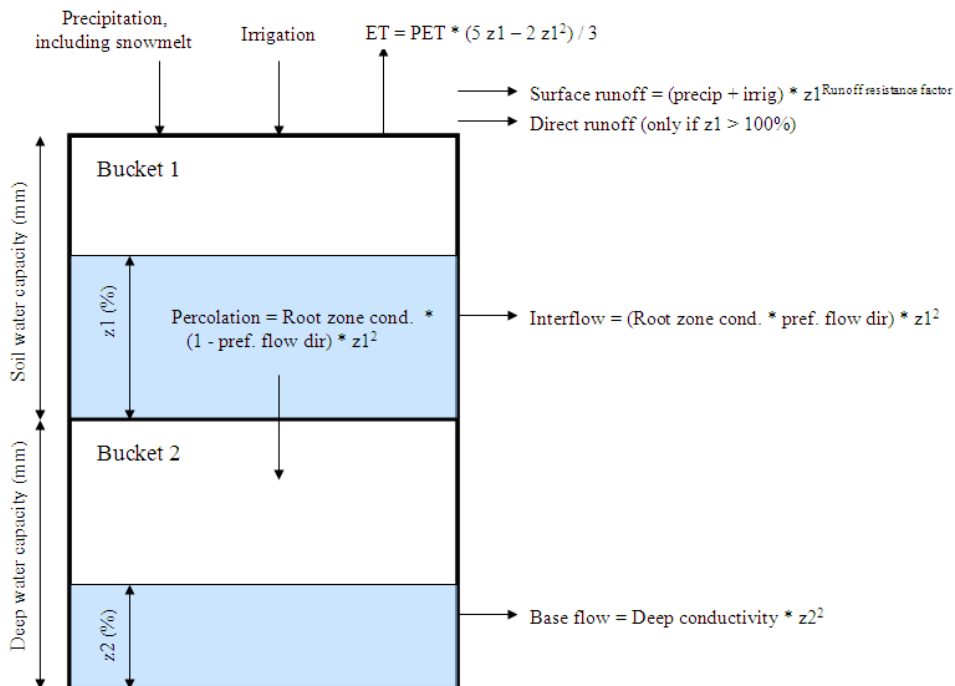 Precipitation,
including snowmelt
Irrigation
ET = PET * (5 z1 – 2 z1²) / 3
Surface runoff = (precip + irrig) * z1^Runoff resistance factor
Direct runoff (only if z1 > 100%)
Bucket 1
Soil water capacity (mm)
z1 (%)
Percolation = Root zone cond. *
(1 - pref. flow dir) * z1²
Interflow = (Root zone cond. * pref. flow dir) * z1²
Bucket 2
Deep water capacity (mm)
z2 (%)
Base flow = Deep conductivity * z2²